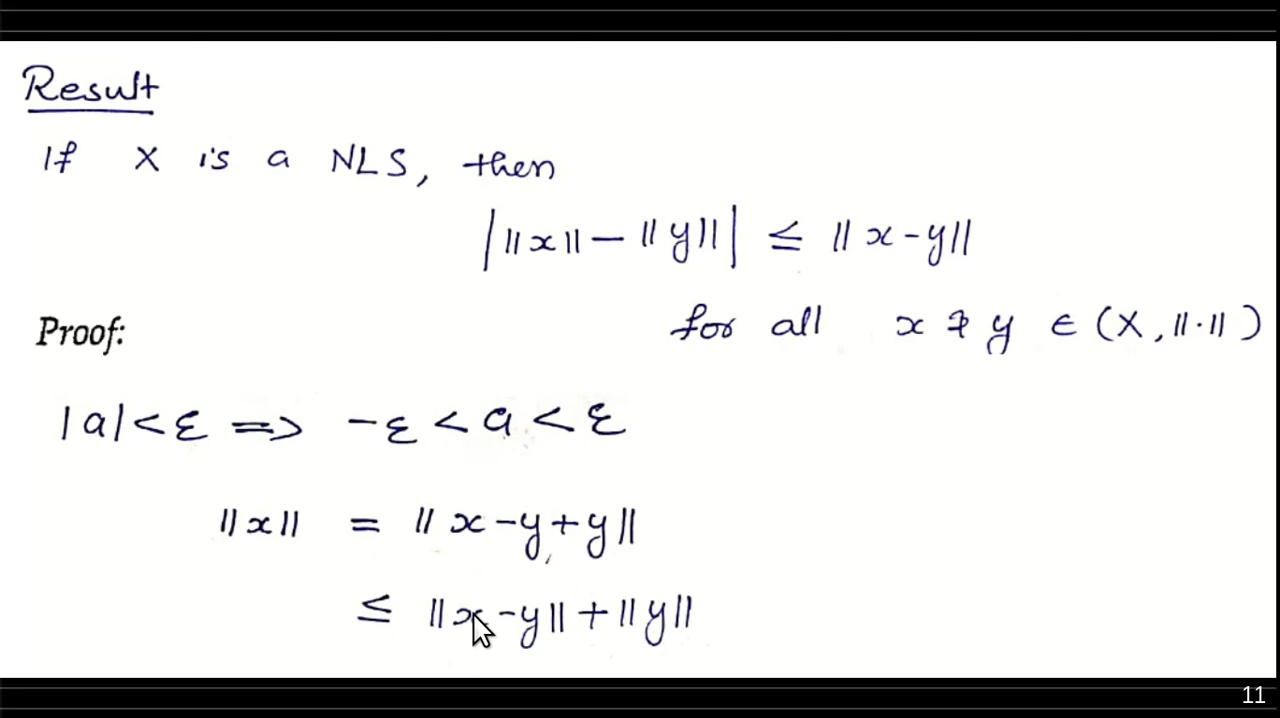 Result
If X is a NLS, then
| ||x|| − ||y|| | ≤ ||x − y||
for all x & y ∈ (X, ||·||)
Proof:
|a| < ε => −ε < a < ε
||x|| = ||x − y + y||
≤ ||x − y|| + ||y||
11